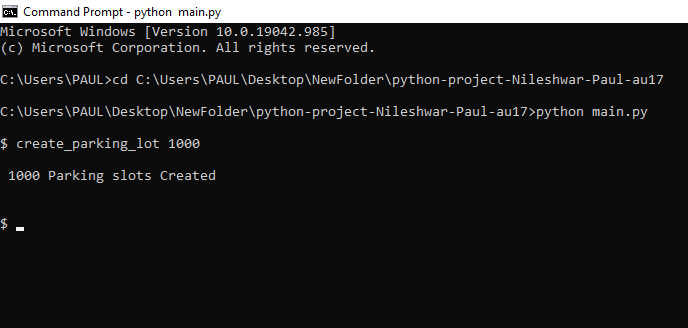 Command Prompt - python  main.py
Microsoft Windows [Version 10.0.19042.985]
(c) Microsoft Corporation. All rights reserved.
C:\Users\PAUL>cd C:\Users\PAUL\Desktop\NewFolder\python-project-Nileshwar-Paul-au17
C:\Users\PAUL\Desktop\NewFolder\python-project-Nileshwar-Paul-au17>python main.py
$ create_parking_lot 1000
1000 Parking slots Created
$